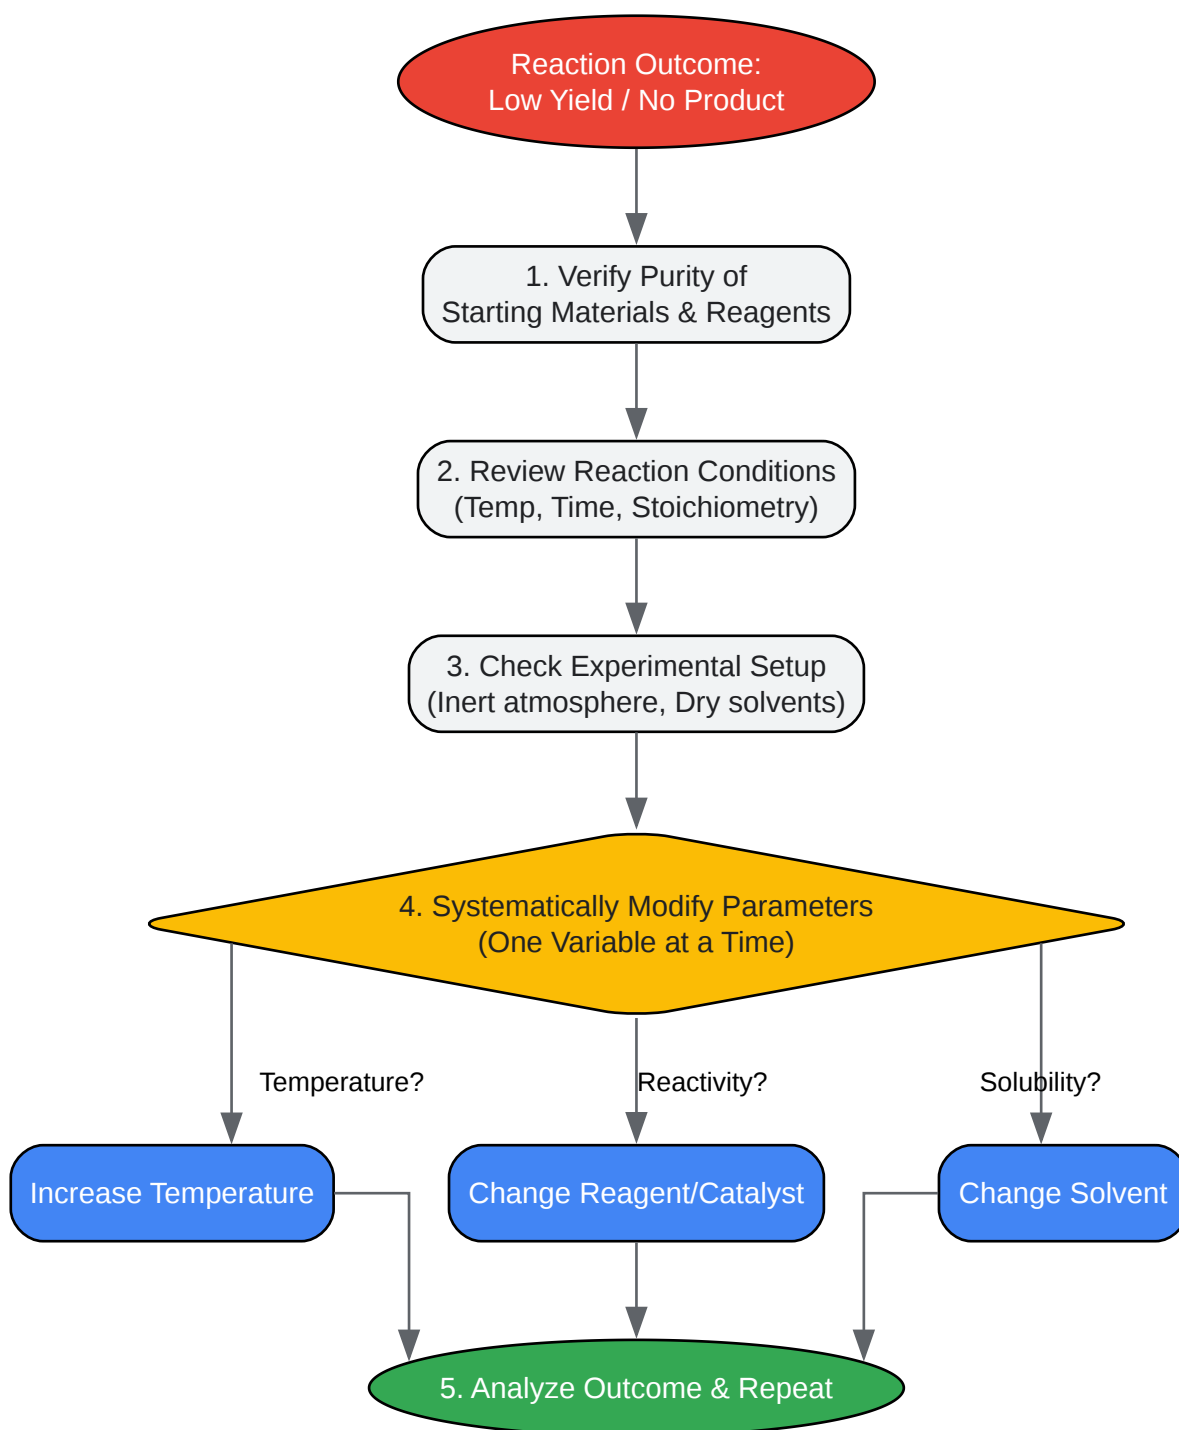 Reaction Outcome:
Low Yield / No Product
1. Verify Purity of
Starting Materials & Reagents
2. Review Reaction Conditions
(Temp, Time, Stoichiometry)
3. Check Experimental Setup
(Inert atmosphere, Dry solvents)
4. Systematically Modify Parameters
(One Variable at a Time)
Temperature?
Reactivity?
Solubility?
Increase Temperature
Change Reagent/Catalyst
Change Solvent
5. Analyze Outcome & Repeat